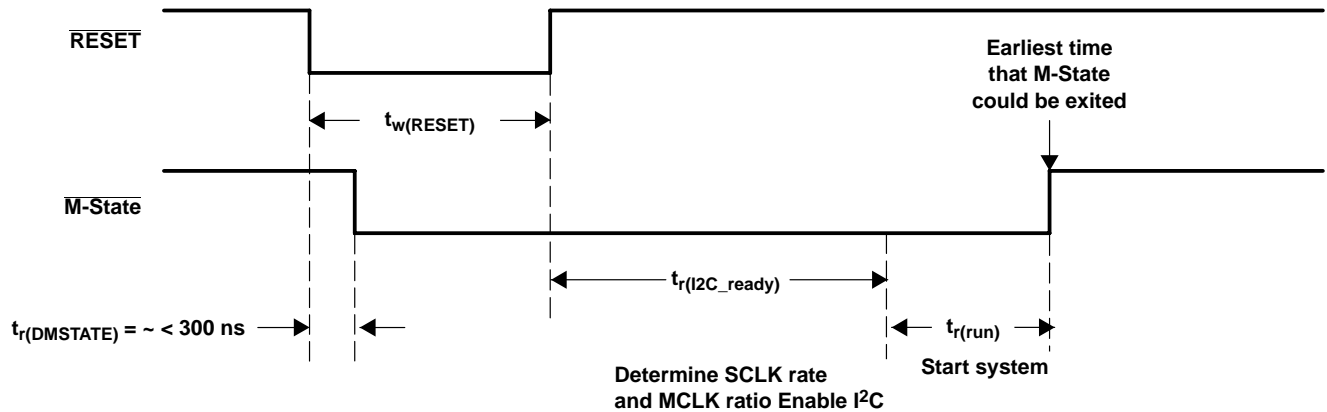 RESET
Earliest time
that M-State
could be exited
tw(RESET)
M-State
tr(I2C_ready)
tr(DMSTATE) = ~ < 300 ns
tr(run)
Start system
Determine SCLK rate
and MCLK ratio Enable I²C